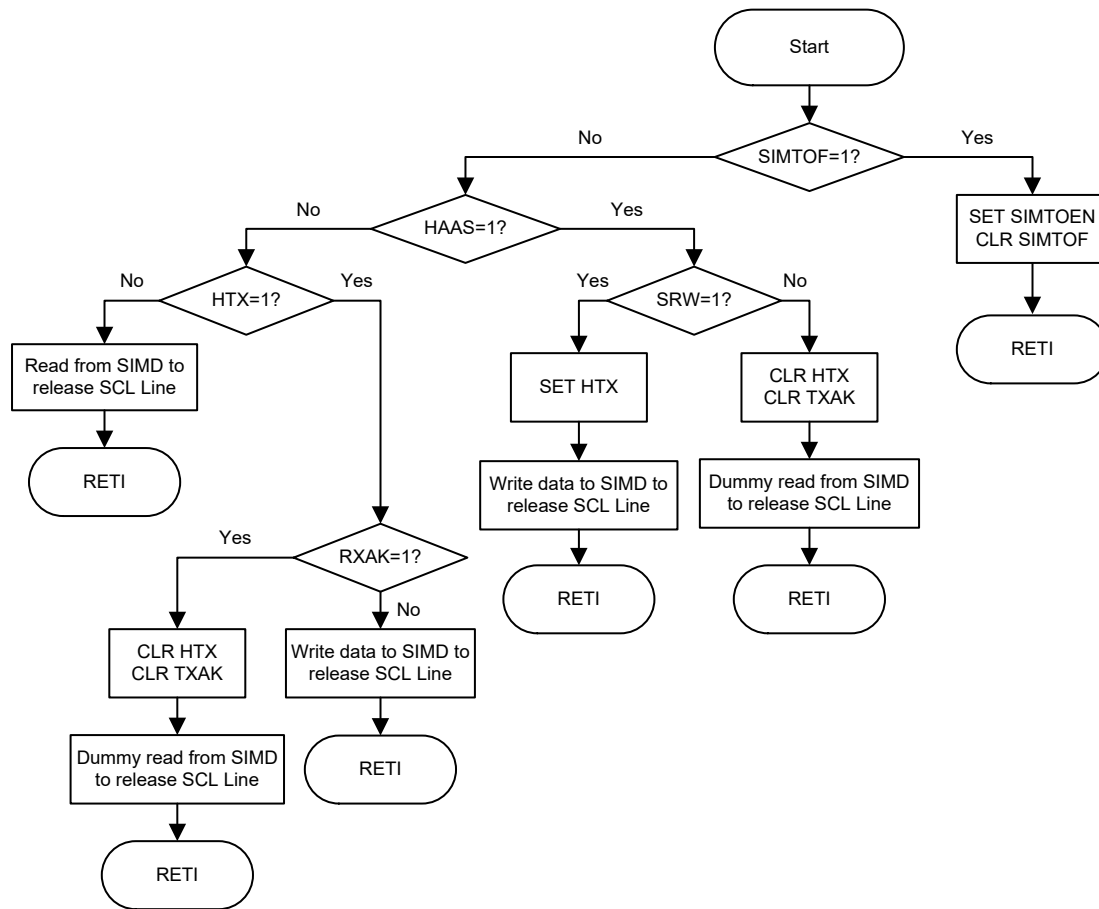 Start
No
SIMTOF=1?
Yes
No
HAAS=1?
Yes
SET SIMTOEN
CLR SIMTOF
No
HTX=1?
Yes
Yes
SRW=1?
No
RETI
Read from SIMD to
release SCL Line
SET HTX
CLR HTX
CLR TXAK
RETI
Write data to SIMD to
release SCL Line
Dummy read from SIMD
to release SCL Line
Yes
RXAK=1?
No
RETI
RETI
CLR HTX
CLR TXAK
Write data to SIMD to
release SCL Line
Dummy read from SIMD
to release SCL Line
RETI
RETI